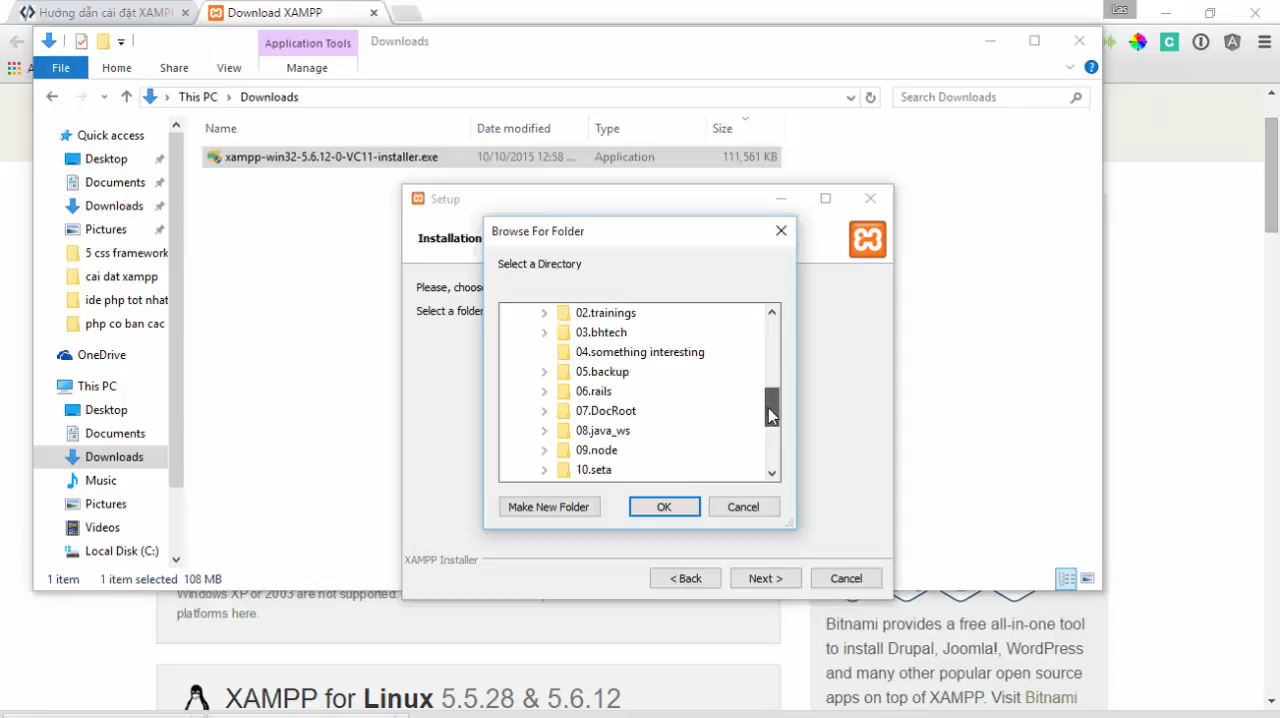 Hướng dẫn cài đặt XAMP
Download XAMPP
Las
Application Tools
Downloads
File
Home
Share
View
Manage
This PC
Downloads
Search Downloads
Quick access
Desktop
Documents
Downloads
Pictures
5 css framework
cai dat xampp
ide php tot nhat
php co ban cac
OneDrive
This PC
Desktop
Documents
Downloads
Music
Pictures
Videos
Local Disk (C:)
Name
Date modified
Type
Size
xampp-win32-5.6.12-0-VC11-installer.exe
10/10/2015 12:58 ...
Application
111,561 KB
Setup
Installation
Please, choos
Select a folder
Browse For Folder
Select a Directory
02.trainings
03.bhtech
04.something interesting
05.backup
06.rails
07.DocRoot
08.java_ws
09.node
10.seta
Make New Folder
OK
Cancel
XAMPP Installer
< Back
Next >
Cancel
1 item
1 item selected 108 MB
Windows XP or 2003 are not supported.
platforms here.
XAMPP for Linux 5.5.28 & 5.6.12
Bitnami provides a free all-in-one tool
to install Drupal, Joomla!, WordPress
and many other popular open source
apps on top of XAMPP. Visit Bitnami